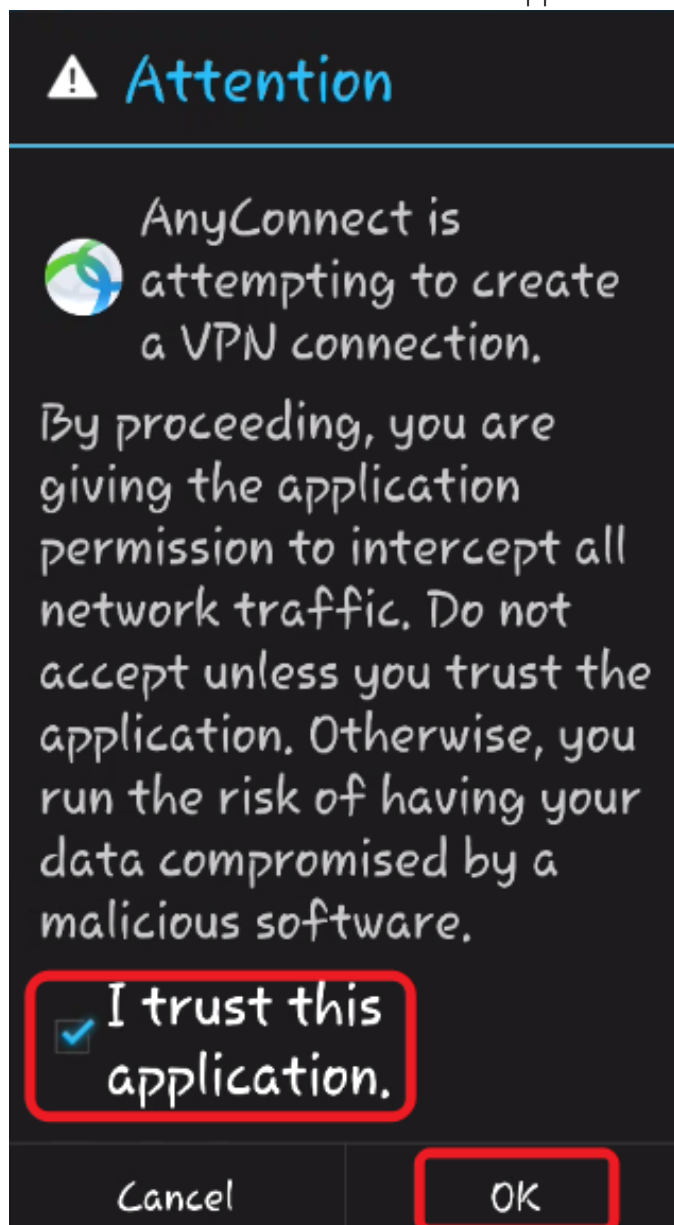 Attention
AnyConnect is
attempting to create
a VPN connection.
By proceeding, you are
giving the application
permission to intercept all
network traffic. Do not
accept unless you trust the
application. Otherwise, you
run the risk of having your
data compromised by a
malicious software.
I trust this
application.
Cancel
OK